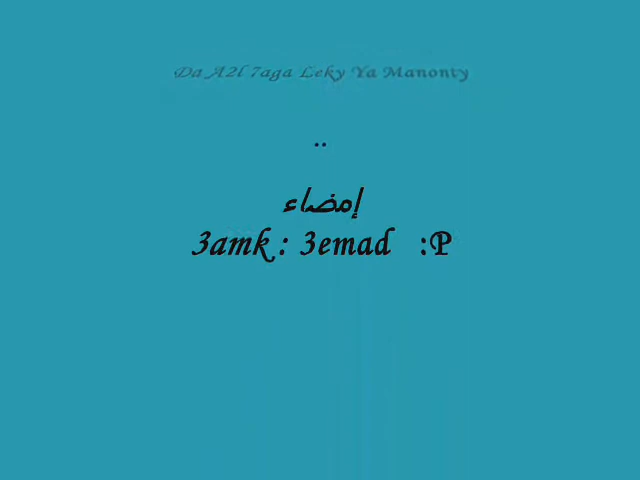 Da A2l 7aga Leky Ya Manonty
..
إمضاء
3amk : 3emad :P